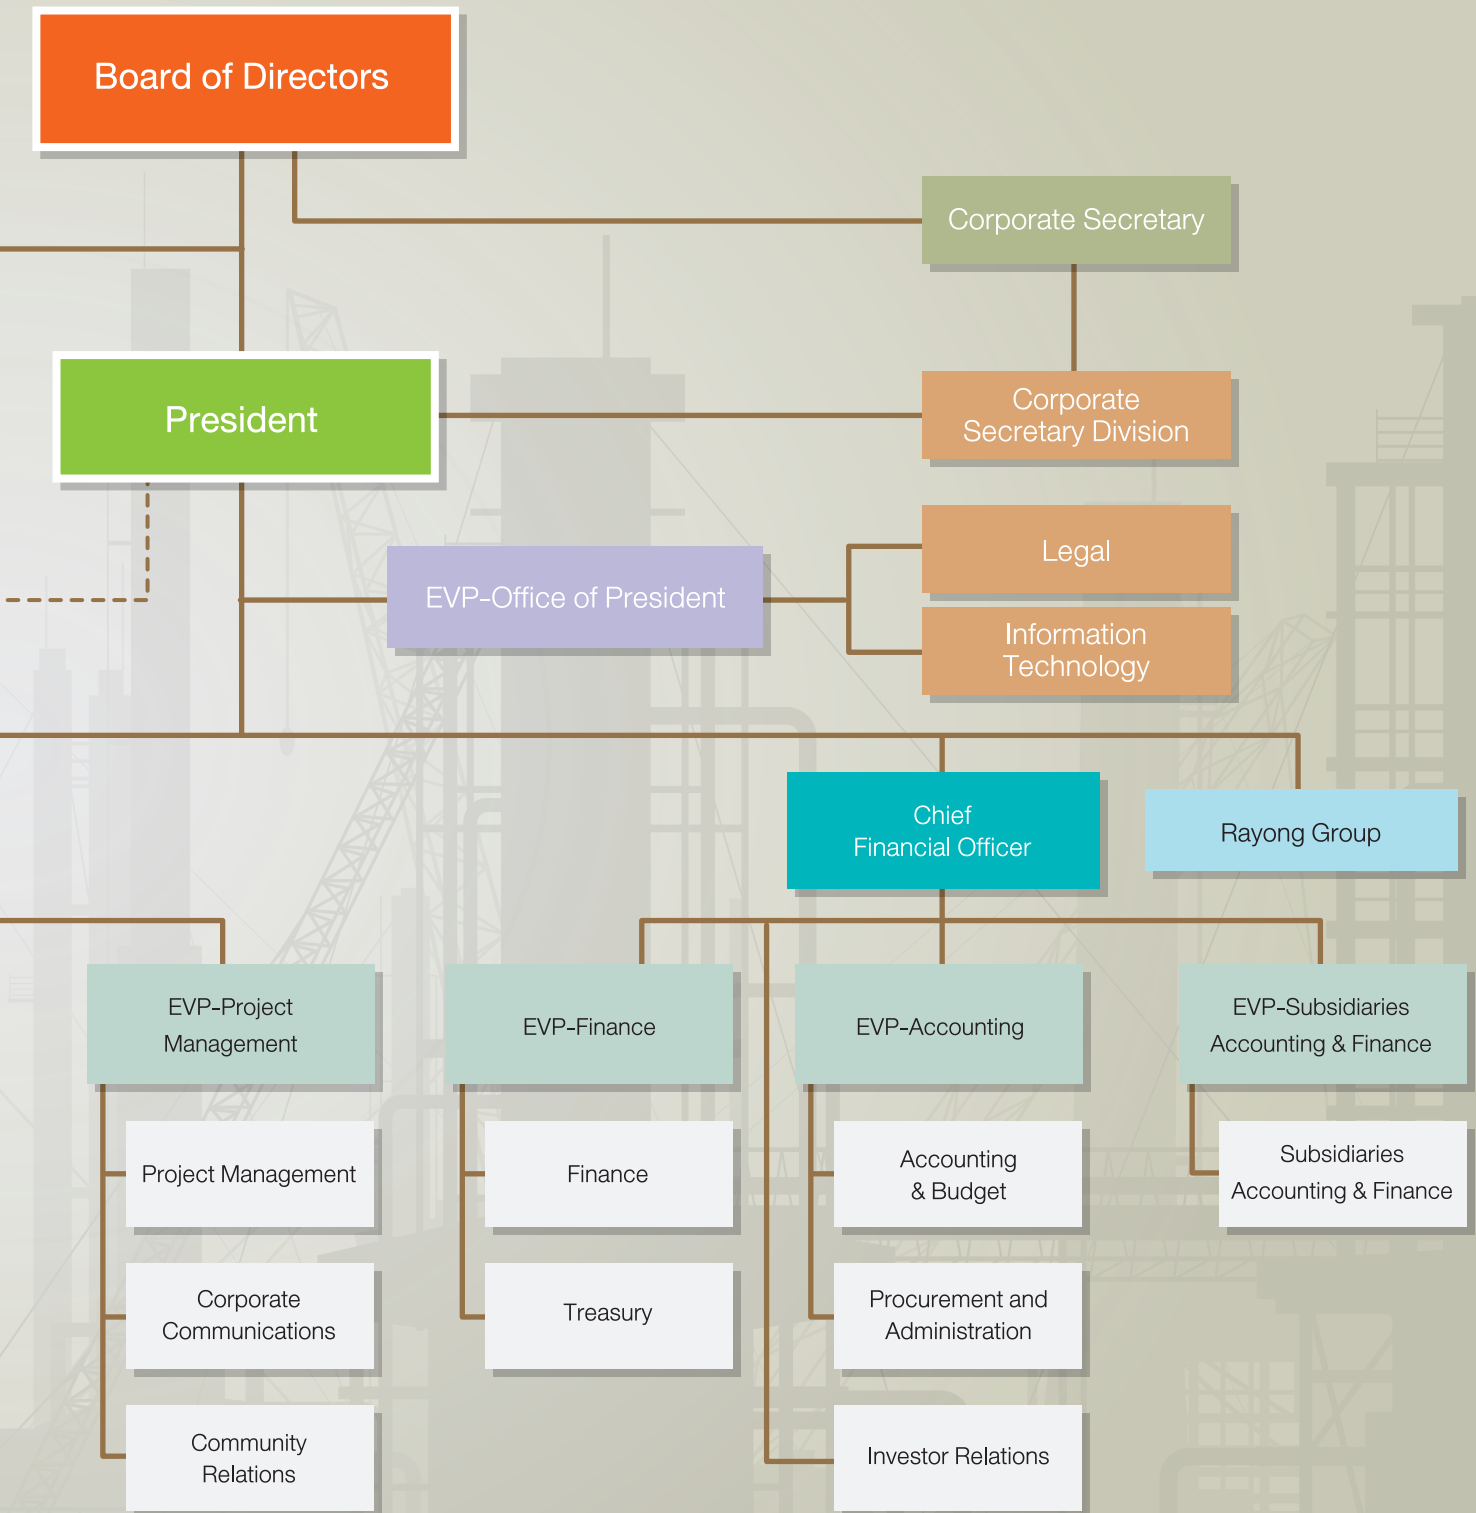 Board of Directors
Corporate Secretary
President
Corporate
Secretary Division
Legal
EVP-Office of President
Information
Technology
Chief
Financial Officer
Rayong Group
EVP-Project
Management
EVP-Finance
EVP-Accounting
EVP-Subsidiaries
Accounting & Finance
Project Management
Finance
Accounting
& Budget
Subsidiaries
Accounting & Finance
Corporate
Communications
Treasury
Procurement and
Administration
Community
Relations
Investor Relations